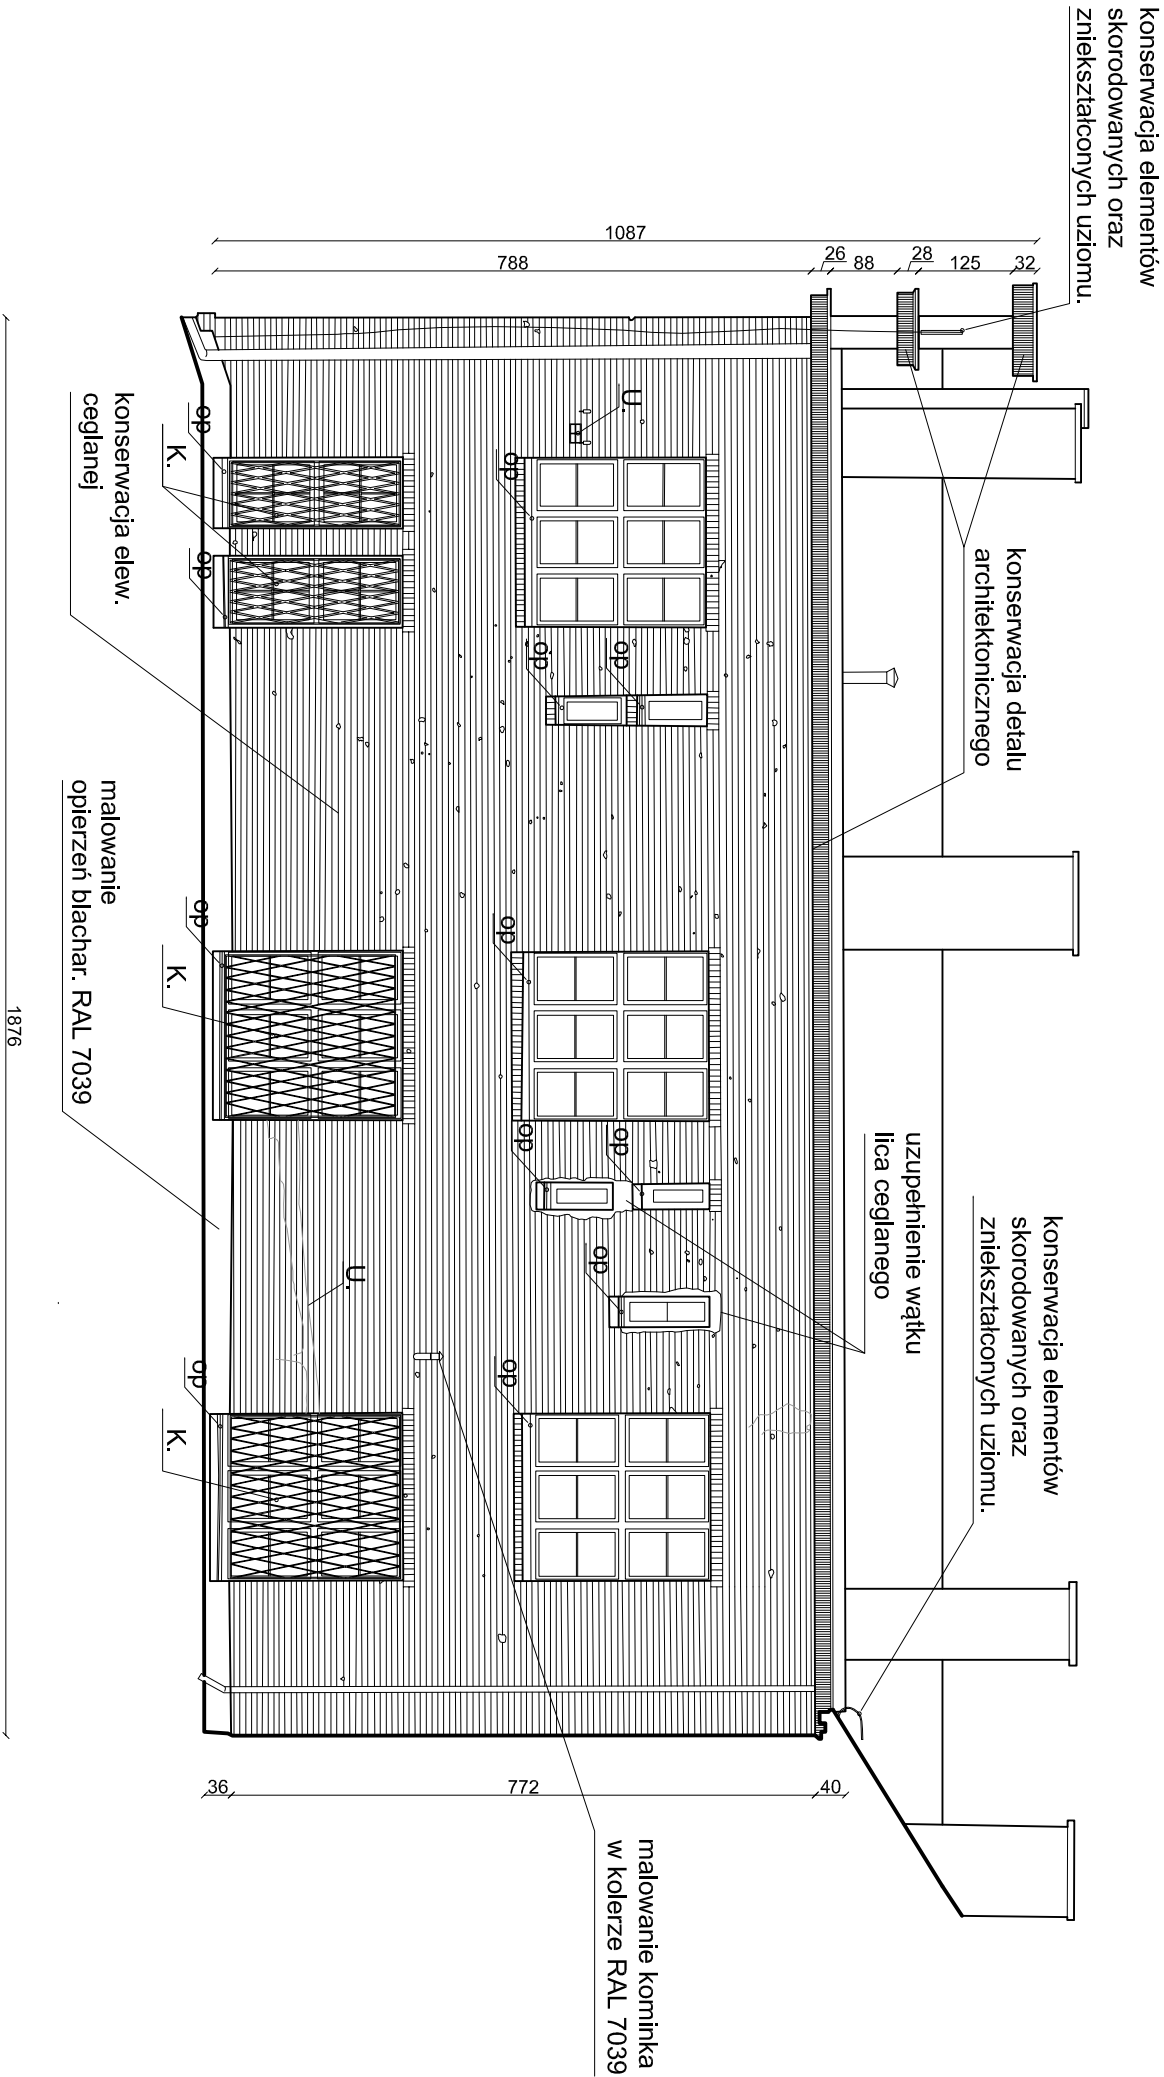 konserwacja elementów
skorodowanych oraz
zniekształconych uziomu.
1087
788
26
88
28
125
32
konserwacja detalu
architektonicznego
uzupełnienie wątku
lica ceglanego
konserwacja elementów
skorodowanych oraz
zniekształconych uziomu.
U.
op
op
op
op
op
op
op
op
U.
op
K.
op
op
K.
op
K.
konserwacja elew.
ceglanej
malowanie
opierzeń blachar. RAL 7039
malowanie kominka
w kolerze RAL 7039
36
772
40
1876